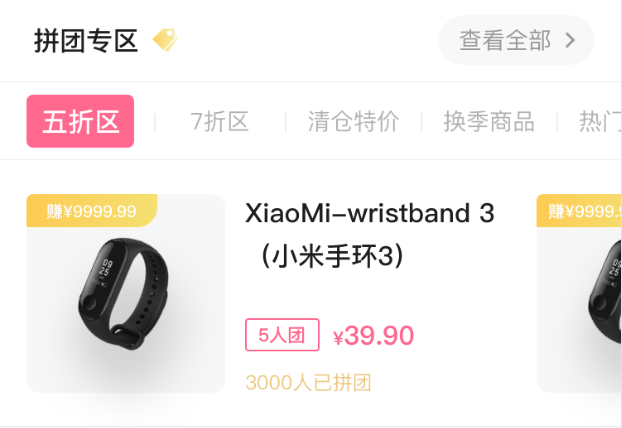 拼团专区
查看全部
五折区
7折区
清仓特价
换季商品
热门
赚¥9999.99
XiaoMi-wristband 3
（小米手环3）
5人团
¥39.90
3000人已拼团
赚¥9999.9